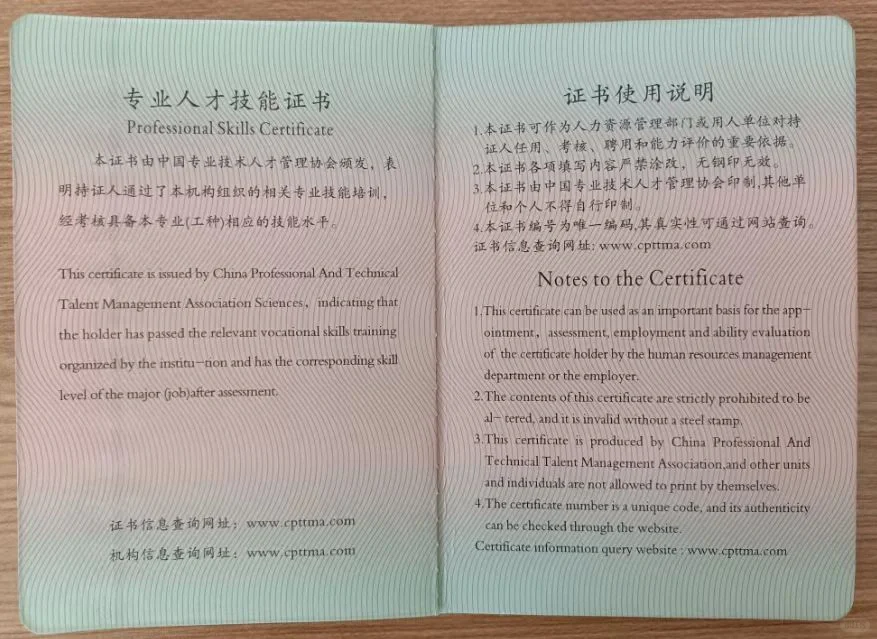 专业人才技能证书
Professional Skills Certificate
本证书由中国专业技术人才管理协会颁发，表
明持证人通过了本机构组织的相关专业技能培训，
经考核具备本专业(工种)相应的技能水平。
This certificate is issued by China Professional And Technical
Talent Management Association Sciences，indicating that
the holder has passed the relevant vocational skills training
organized by the institu-tion and has the corresponding skill
level of the major (job)after assessment.
证书信息查询网址：www.cpttma.com
机构信息查询网址：www.cpttma.com
证书使用说明
1.本证书可作为人力资源管理部门或用人单位对持
证人任用、考核、聘用和能力评价的重要依据。
2.本证书各项填写内容严禁涂改，无钢印无效。
3.本证书由中国专业技术人才管理协会印制,其他单
位和个人不得自行印制。
4.本证书编号为唯一编码,其真实性可通过网站查询。
证书信息查询网址: www.cpttma.com
Notes to the Certificate
1.This certificate can be used as an important basis for the app-
ointment，assessment, employment and ability evaluation
of the certificate holder by the human resources management
department or the employer.
2.The contents of this certificate are strictly prohibited to be
al- tered, and it is invalid without a steel stamp.
3.This certificate is produced by China Professional And
Technical Talent Management Association,and other units
and individuals are not allowed to print by themselves.
4.The certificate number is a unique code, and its authenticity
can be checked through the website.
Certificate information query website : www.cpttma.com